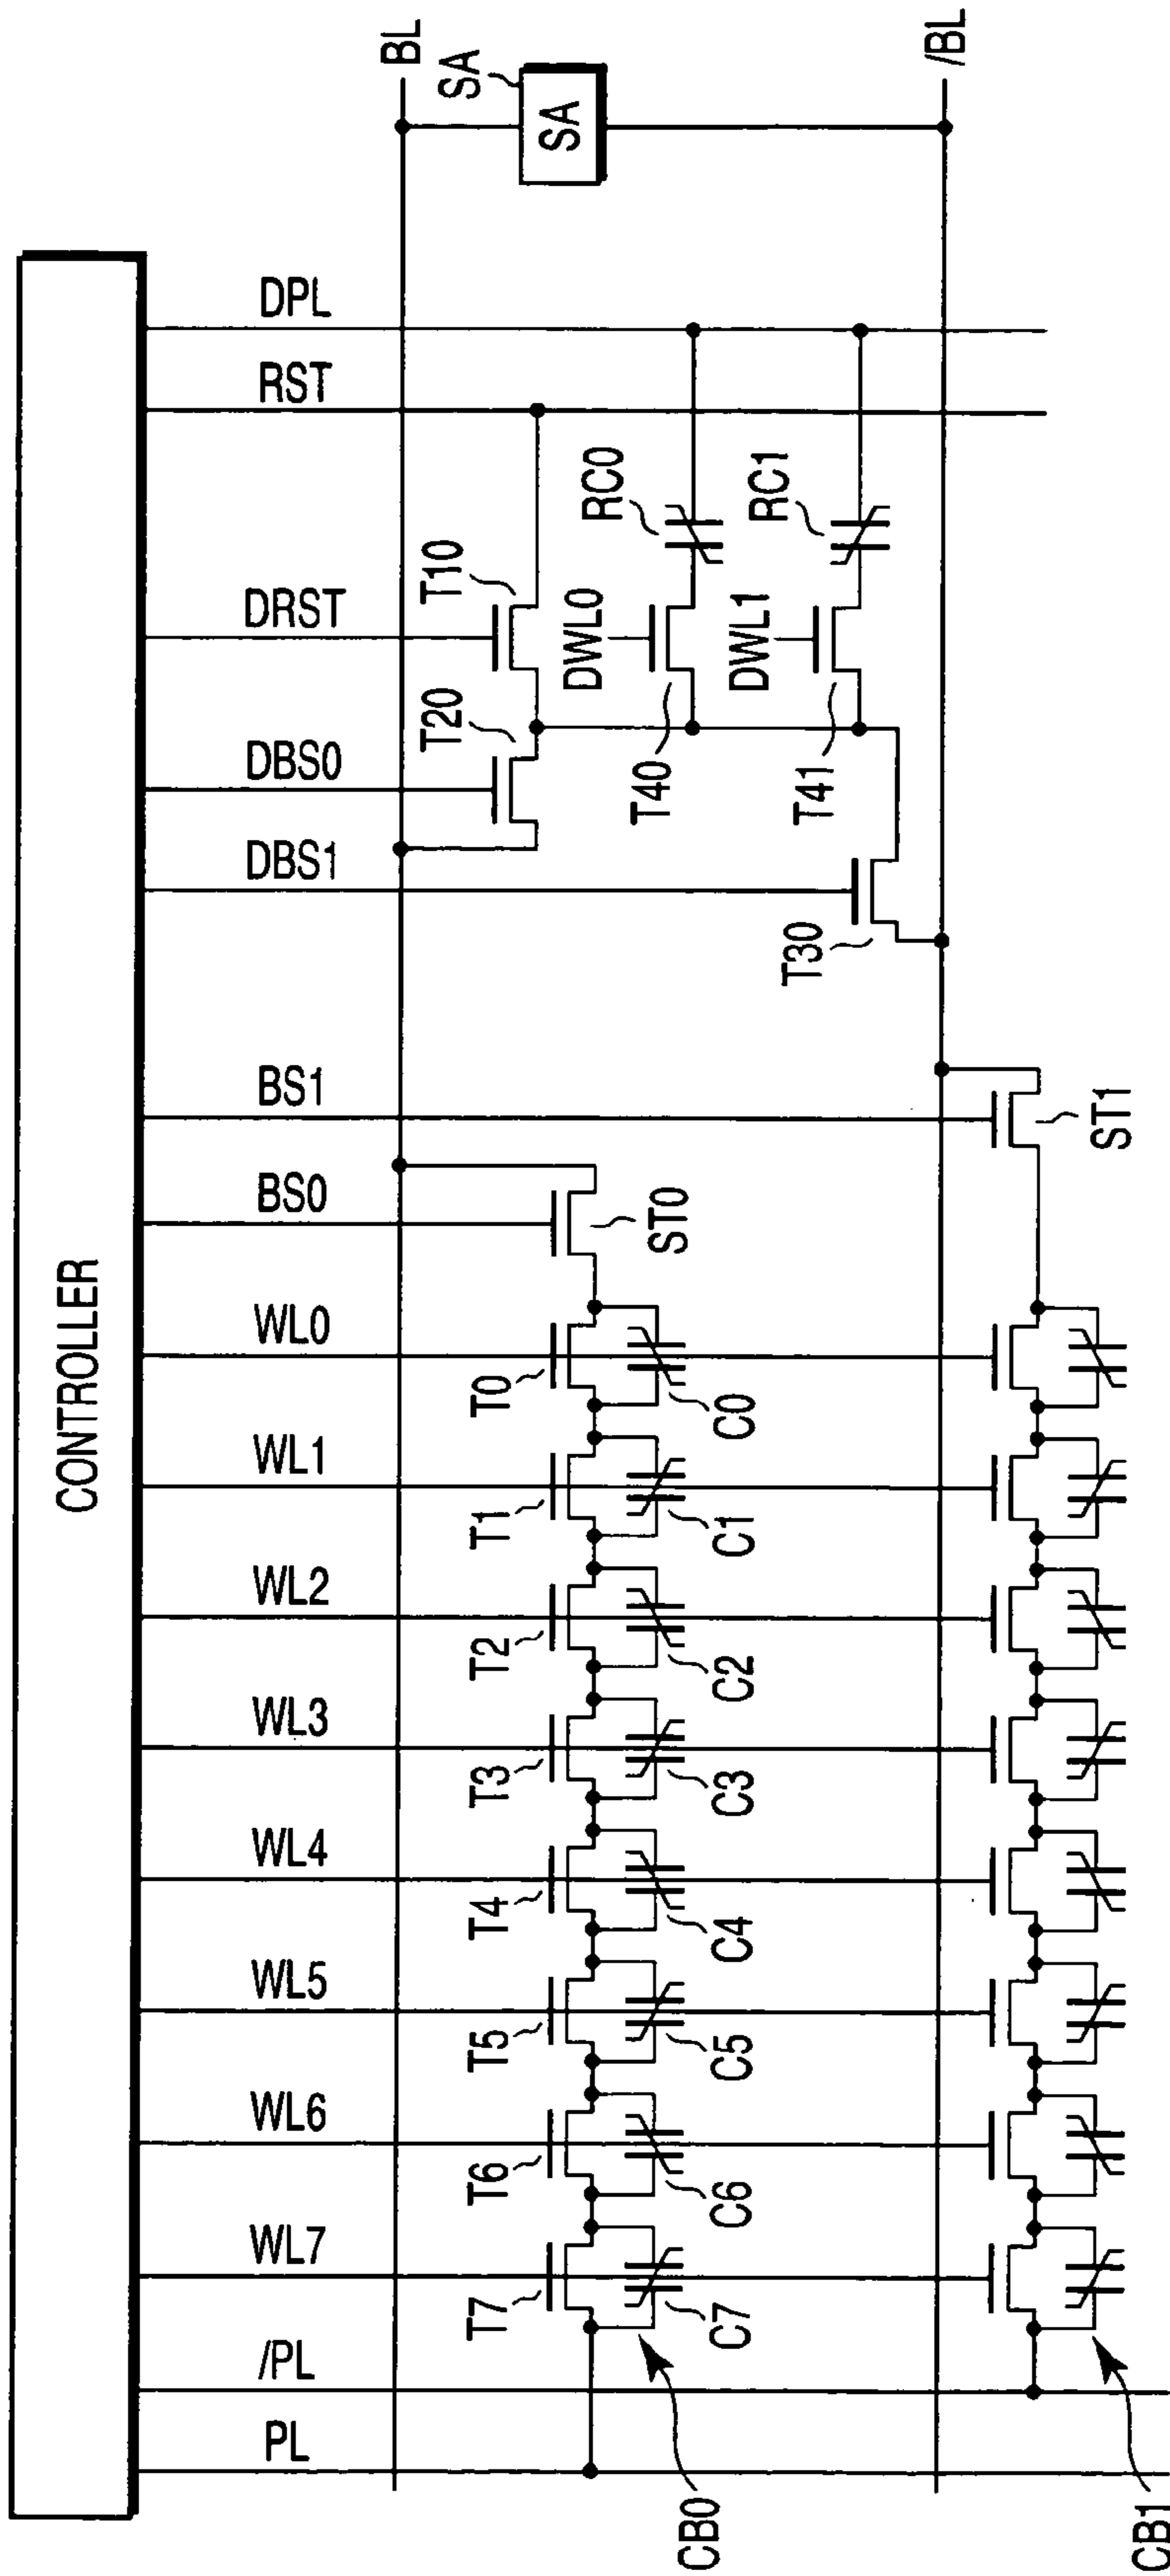 CONTROLLER
PL
/PL
WL7
WL6
WL5
WL4
WL3
WL2
WL1
WL0
BS0
BS1
DBS1
DBS0
DRST
RST
DPL
BL
SA
SA
/BL
T7
T6
T5
T4
T3
T2
T1
T0
ST0
T20
T10
C7
C6
C5
C4
C3
C2
C1
C0
DWL0
RC0
T40
DWL1
RC1
T41
T30
CB0
ST1
CB1